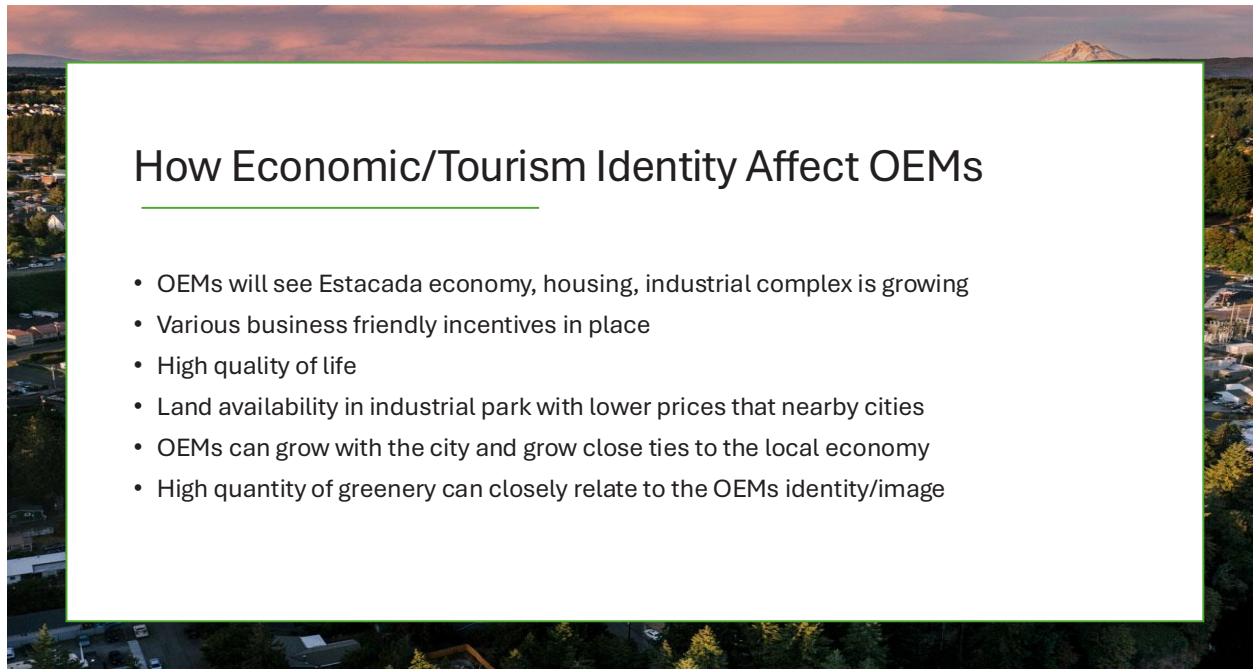 How Economic/Tourism Identity Affect OEMs
• OEMs will see Estacada economy, housing, industrial complex is growing
• Various business friendly incentives in place
• High quality of life
• Land availability in industrial park with lower prices that nearby cities
• OEMs can grow with the city and grow close ties to the local economy
• High quantity of greenery can closely relate to the OEMs identity/image